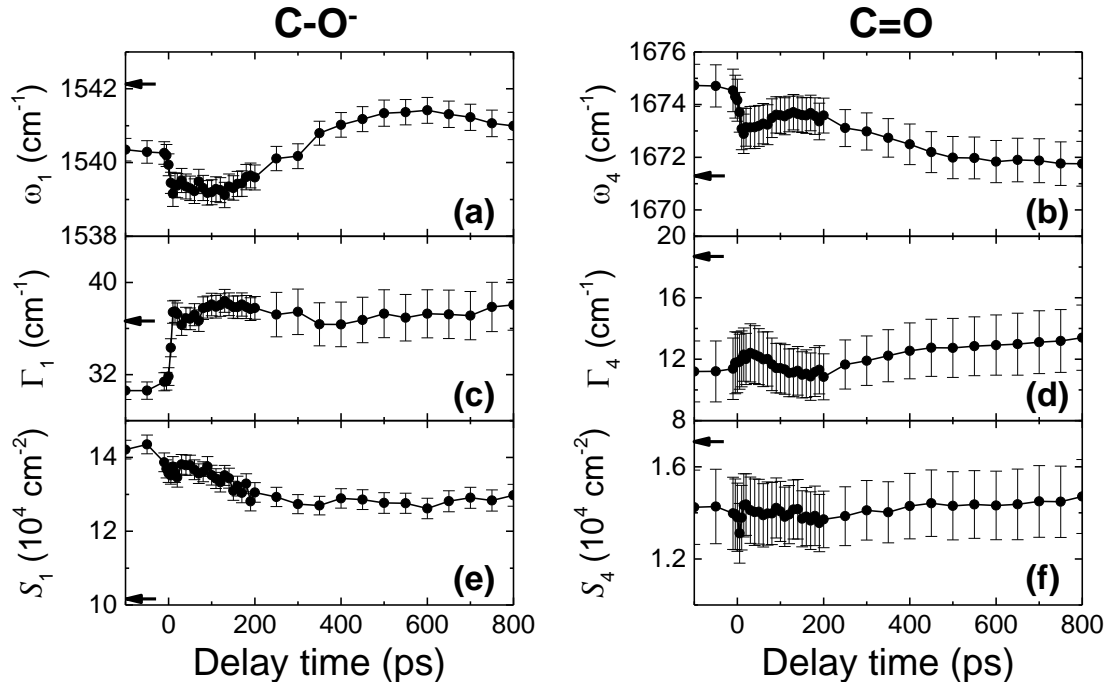 C-O⁻
C=O
ω₁ (cm⁻¹)
1542
1540
1538
(a)
ω₄ (cm⁻¹)
1676
1674
1672
1670
(b)
Γ₁ (cm⁻¹)
40
32
(c)
Γ₄ (cm⁻¹)
20
16
12
8
(d)
S₁ (10⁴ cm⁻²)
14
12
10
(e)
S₄ (10⁴ cm⁻²)
1.6
1.4
1.2
(f)
0 200 400 600 800
0 200 400 600 800
Delay time (ps)
Delay time (ps)